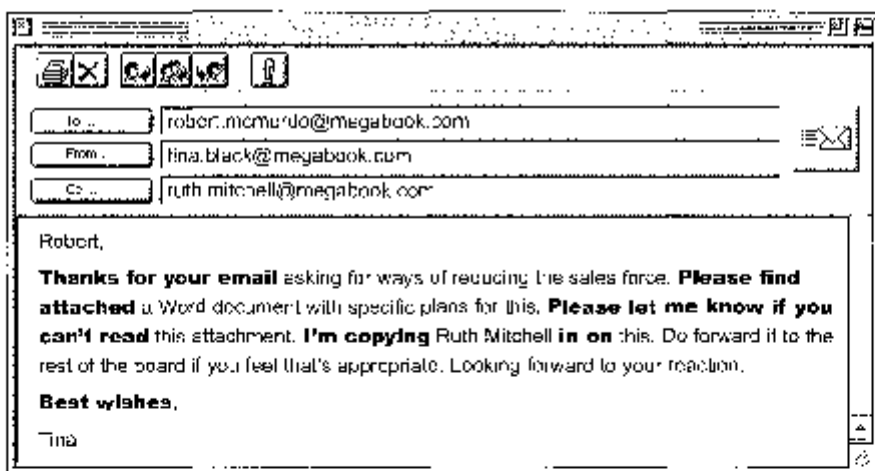 To...
robert.mcmurdo@megabook.com
From...
tina.black@megabook.com
Cc...
ruth.mitchell@megabook.com
Robert,
Thanks for your email asking for ways of reducing the sales force. Please find
attached a Word document with specific plans for this. Please let me know if you
can't read this attachment. I'm copying Ruth Mitchell in on this. Do forward it to the
rest of the board if you feel that's appropriate. Looking forward to your reaction.
Best wishes,
Tina